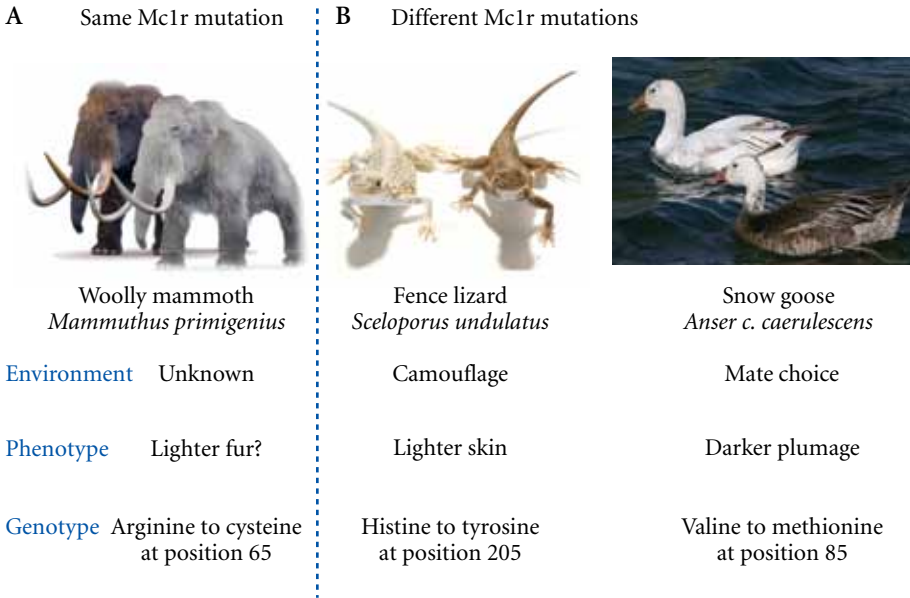 A Same Mc1r mutation
B Different Mc1r mutations
Woolly mammoth
Mammuthus primigenius
Fence lizard
Sceloporus undulatus
Snow goose
Anser c. caerulescens
Environment Unknown Camouflage Mate choice
Phenotype Lighter fur? Lighter skin Darker plumage
Genotype Arginine to cysteine
at position 65
Histine to tyrosine
at position 205
Valine to methionine
at position 85